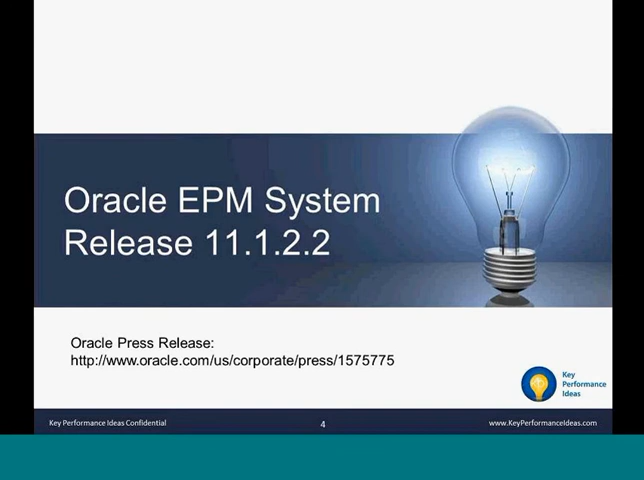 Oracle EPM System
Release 11.1.2.2
Oracle Press Release:
http://www.oracle.com/us/corporate/press/1575775
Key
Performance
Ideas
Key Performance Ideas Confidential
4
www.KeyPerformanceIdeas.com